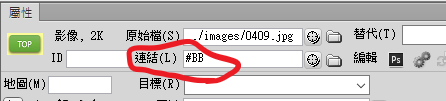 屬性
TOP 影像, 2K 原始檔(S) ../images/0409.jpg 替代(T)
ID 連結(L) #BB 編輯 Ps
地圖(M) 目標(R)